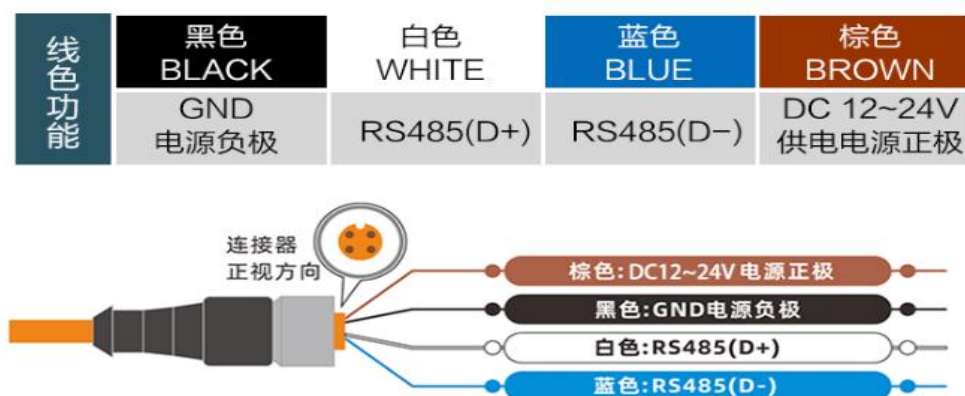 线色功能
黑色
BLACK
白色
WHITE
蓝色
BLUE
棕色
BROWN
GND
电源负极
RS485(D+)
RS485(D-)
DC 12~24V
供电电源正极
连接器
正视方向
棕色:DC12~24V 电源正极
黑色:GND电源负极
白色:RS485(D+)
蓝色:RS485(D-)